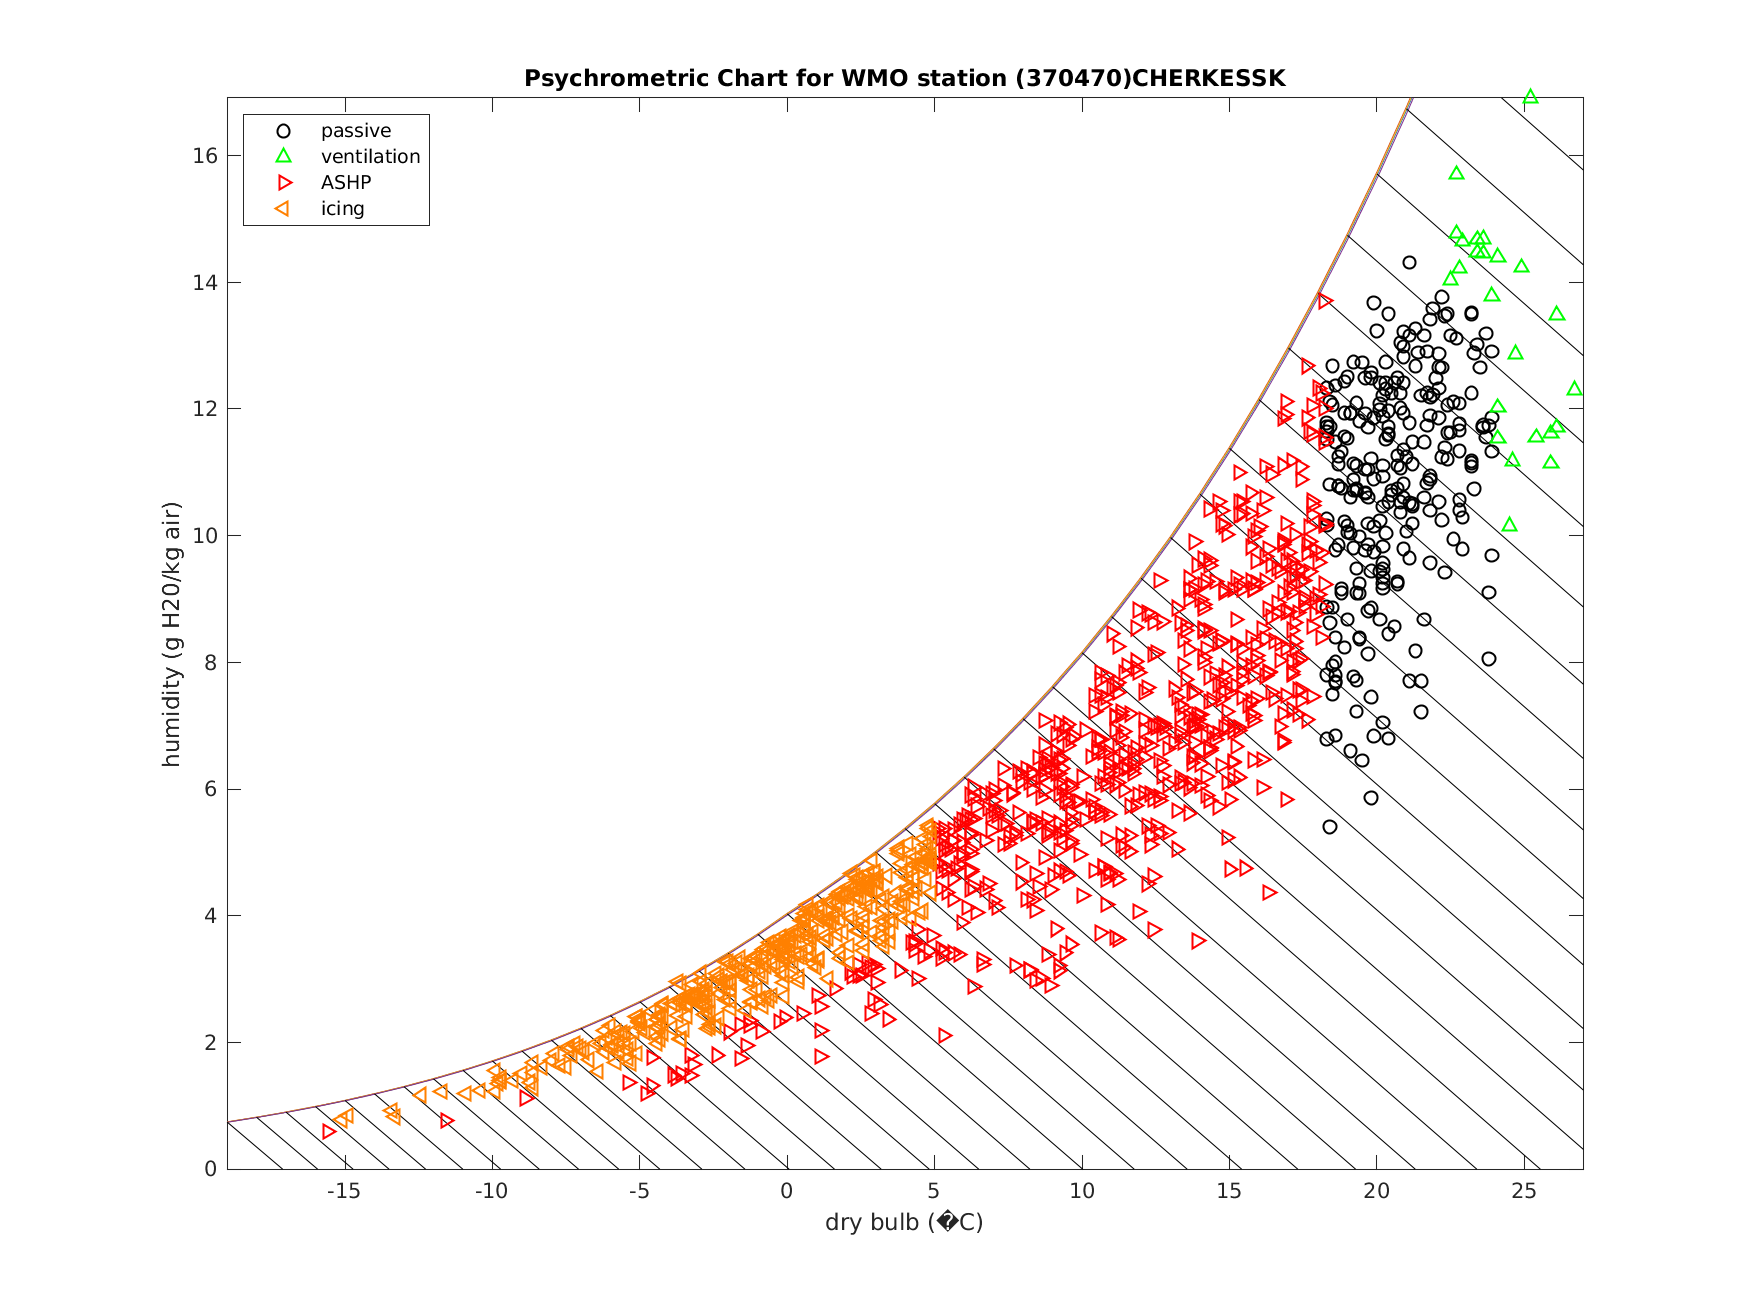 Psychrometric Chart for WMO station (370470)CHERKESSK
passive
ventilation
ASHP
icing
humidity (g H20/kg air)
16
14
12
10
8
6
4
2
0
-15 -10 -5 0 5 10 15 20 25
dry bulb (�C)